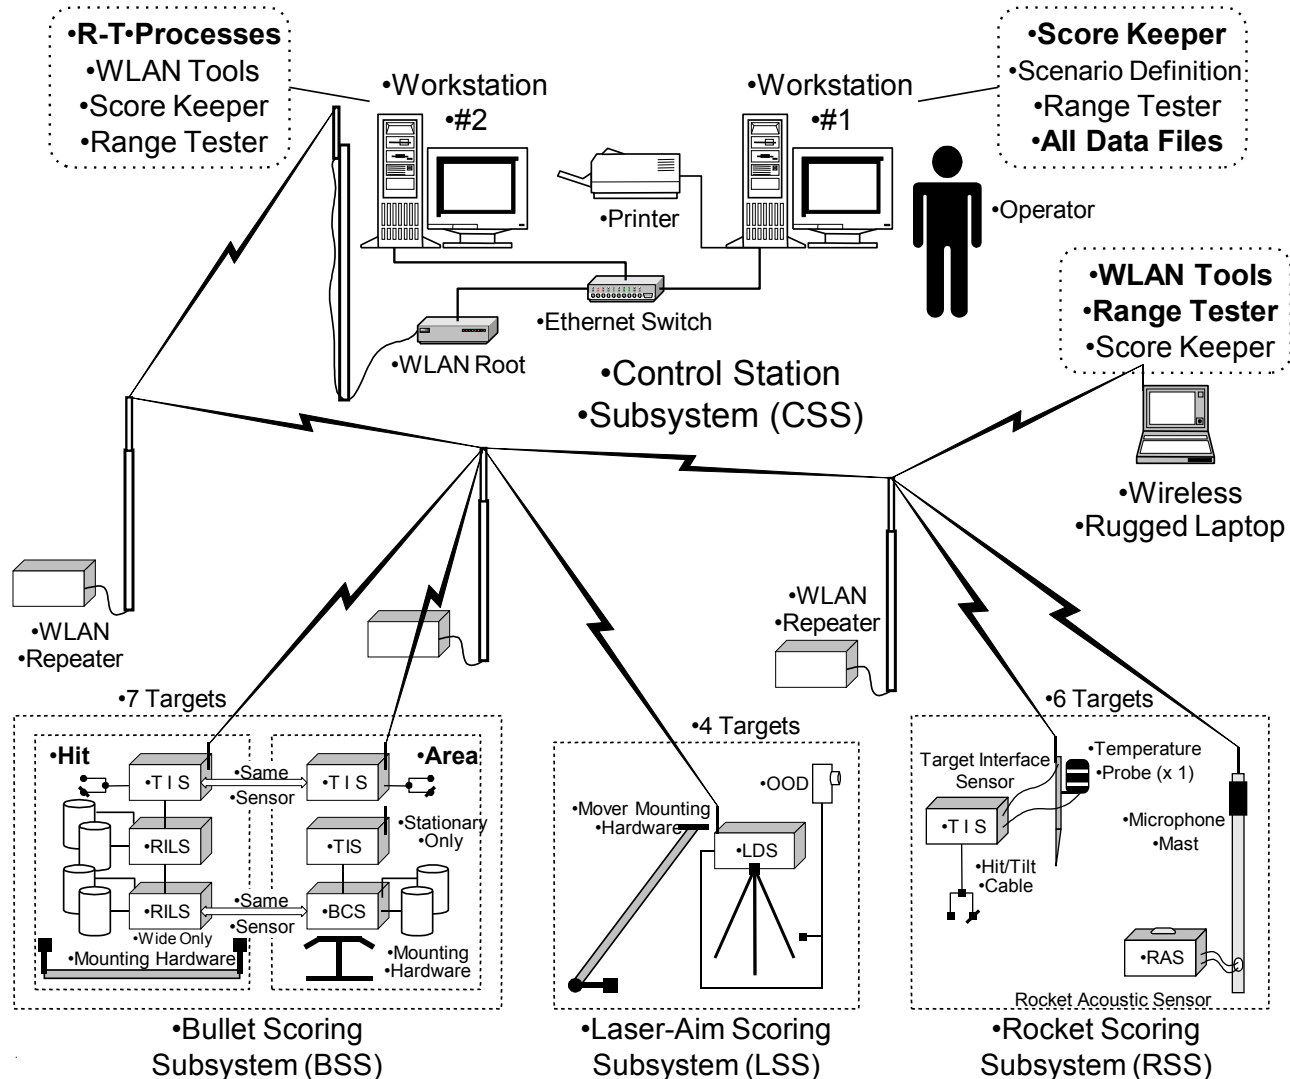 •R-T•Processes
•WLAN Tools
•Score Keeper
•Range Tester
•Workstation
•#2
•Workstation
•#1
•Score Keeper
•Scenario Definition
•Range Tester
•All Data Files
•Printer
•Operator
•Ethernet Switch
•WLAN Root
•WLAN Tools
•Range Tester
•Score Keeper
•Control Station
•Subsystem (CSS)
•Wireless
•Rugged Laptop
•WLAN
•Repeater
•WLAN
•Repeater
•7 Targets
•Hit
•T I S
•Same
•Sensor
•T I S
•Area
•RILS
•TIS
•Stationary
•Only
•RILS
•Same
•Sensor
•BCS
•Wide Only
•Mounting Hardware
•Mounting
•Hardware
•Bullet Scoring
Subsystem (BSS)
•4 Targets
•OOD
•Mover Mounting
•Hardware
•LDS
•Laser-Aim Scoring
Subsystem (LSS)
•6 Targets
Target Interface
Sensor
•Temperature
•Probe (x 1)
•T I S
•Microphone
•Mast
•Hit/Tilt
•Cable
•RAS
Rocket Acoustic Sensor
•Rocket Scoring
Subsystem (RSS)